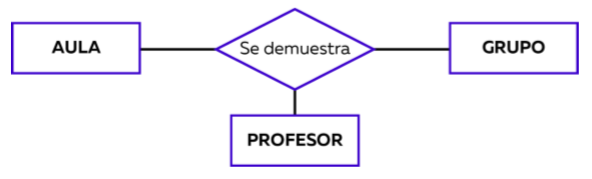 AULA
Se demuestra
GRUPO
PROFESOR